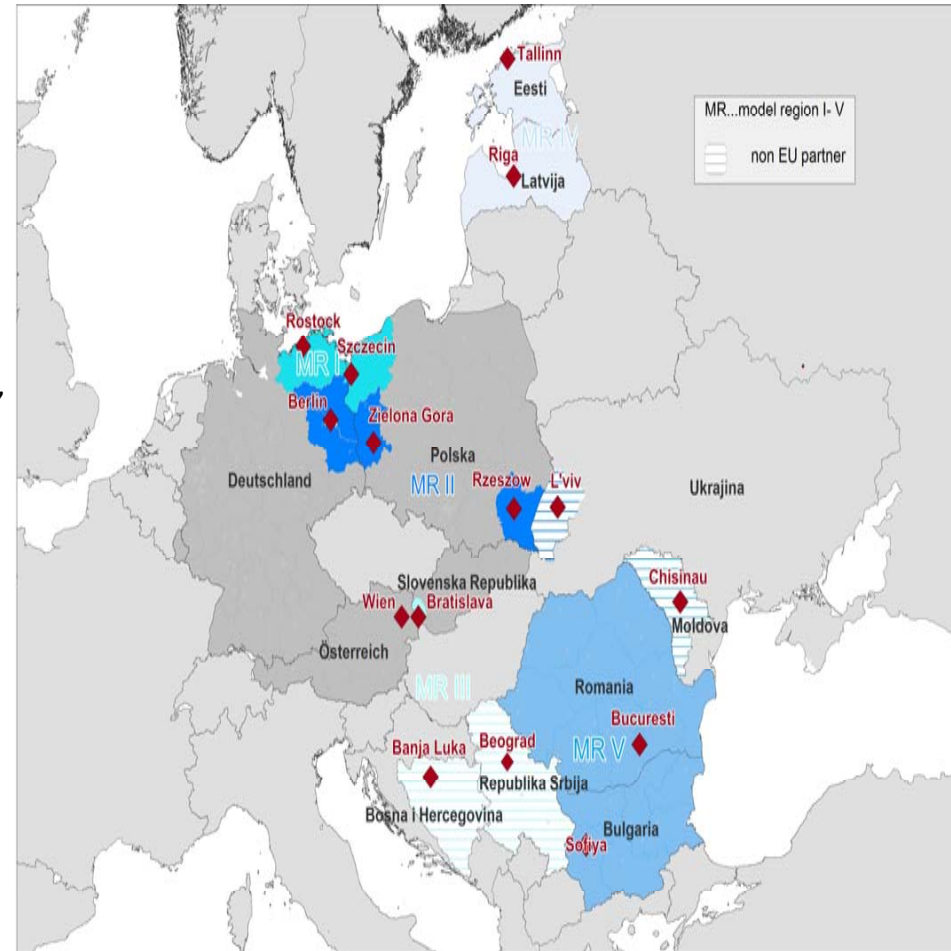 Tallinn
Eesti
MR...model region I- V
MR IV
non EU partner
Riga
Latvija
Rostock
MR I
Szczecin
Berlin
Zielona Gora
Polska
Deutschland
MR II
Rzeszow
L'viv
Ukrajina
Slovenska Republika
Chisinau
Wien
Bratislava
Moldova
Österreich
MR III
Romania
Bucuresti
Banja Luka
Beograd
MR V
Republika Srbija
Bosna i Hercegovina
Bulgaria
Sofiya
,